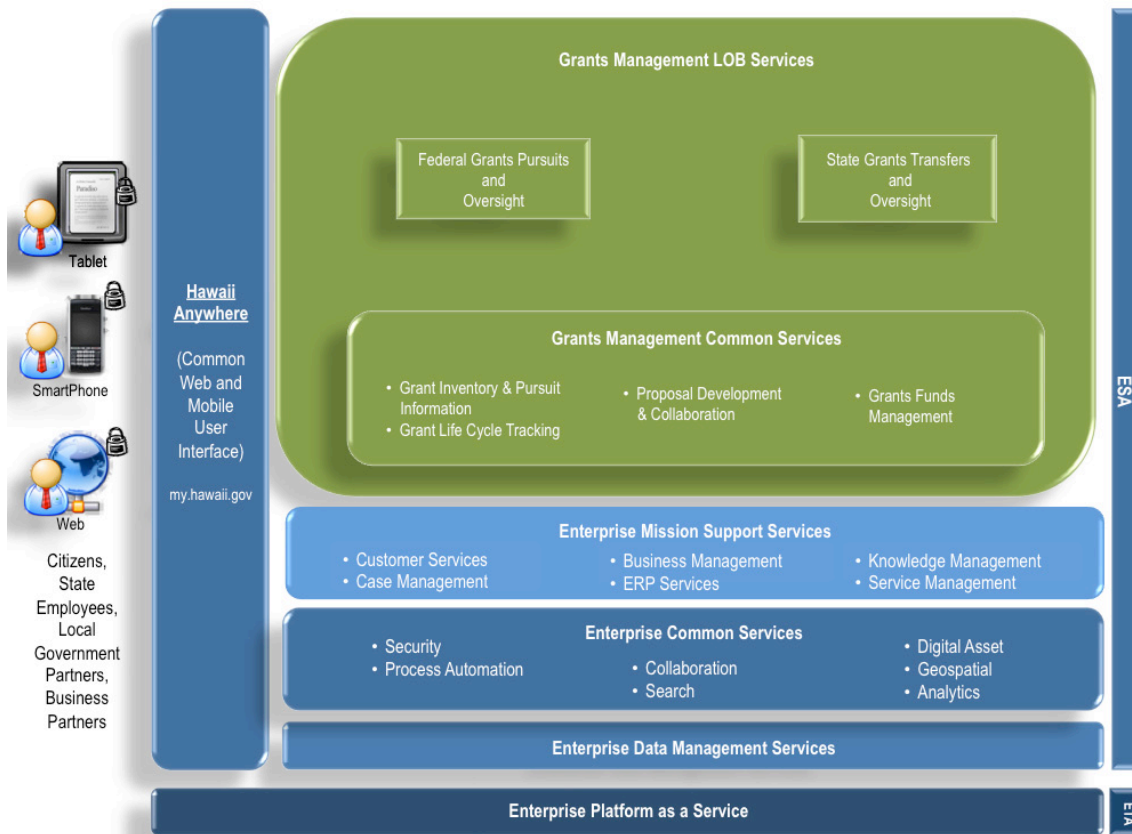 Grants Management LOB Services
Federal Grants Pursuits
and
Oversight
State Grants Transfers
and
Oversight
Tablet
SmartPhone
Web
Citizens,
State
Employees,
Local
Government
Partners,
Business
Partners
Hawaii
Anywhere
(Common
Web and
Mobile
User
Interface)
my.hawaii.gov
Grants Management Common Services
• Grant Inventory & Pursuit
Information
• Grant Life Cycle Tracking
• Proposal Development
& Collaboration
• Grants Funds
Management
Enterprise Mission Support Services
• Customer Services
• Case Management
• Business Management
• ERP Services
• Knowledge Management
• Service Management
Enterprise Common Services
• Security
• Process Automation
• Collaboration
• Search
• Digital Asset
• Geospatial
• Analytics
Enterprise Data Management Services
Enterprise Platform as a Service
ESA
ETA